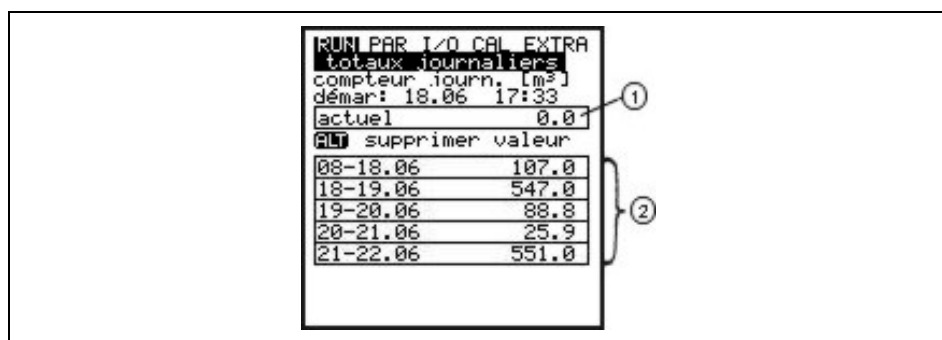 RUN PAR I/O CAL EXTRA
totaux journaliers
compteur journ. [m³]
démar: 18.06 17:33
actuel 0.0
1
ALT supprimer valeur
08-18.06 107.0
18-19.06 547.0
19-20.06 88.8
20-21.06 25.9
21-22.06 551.0
2